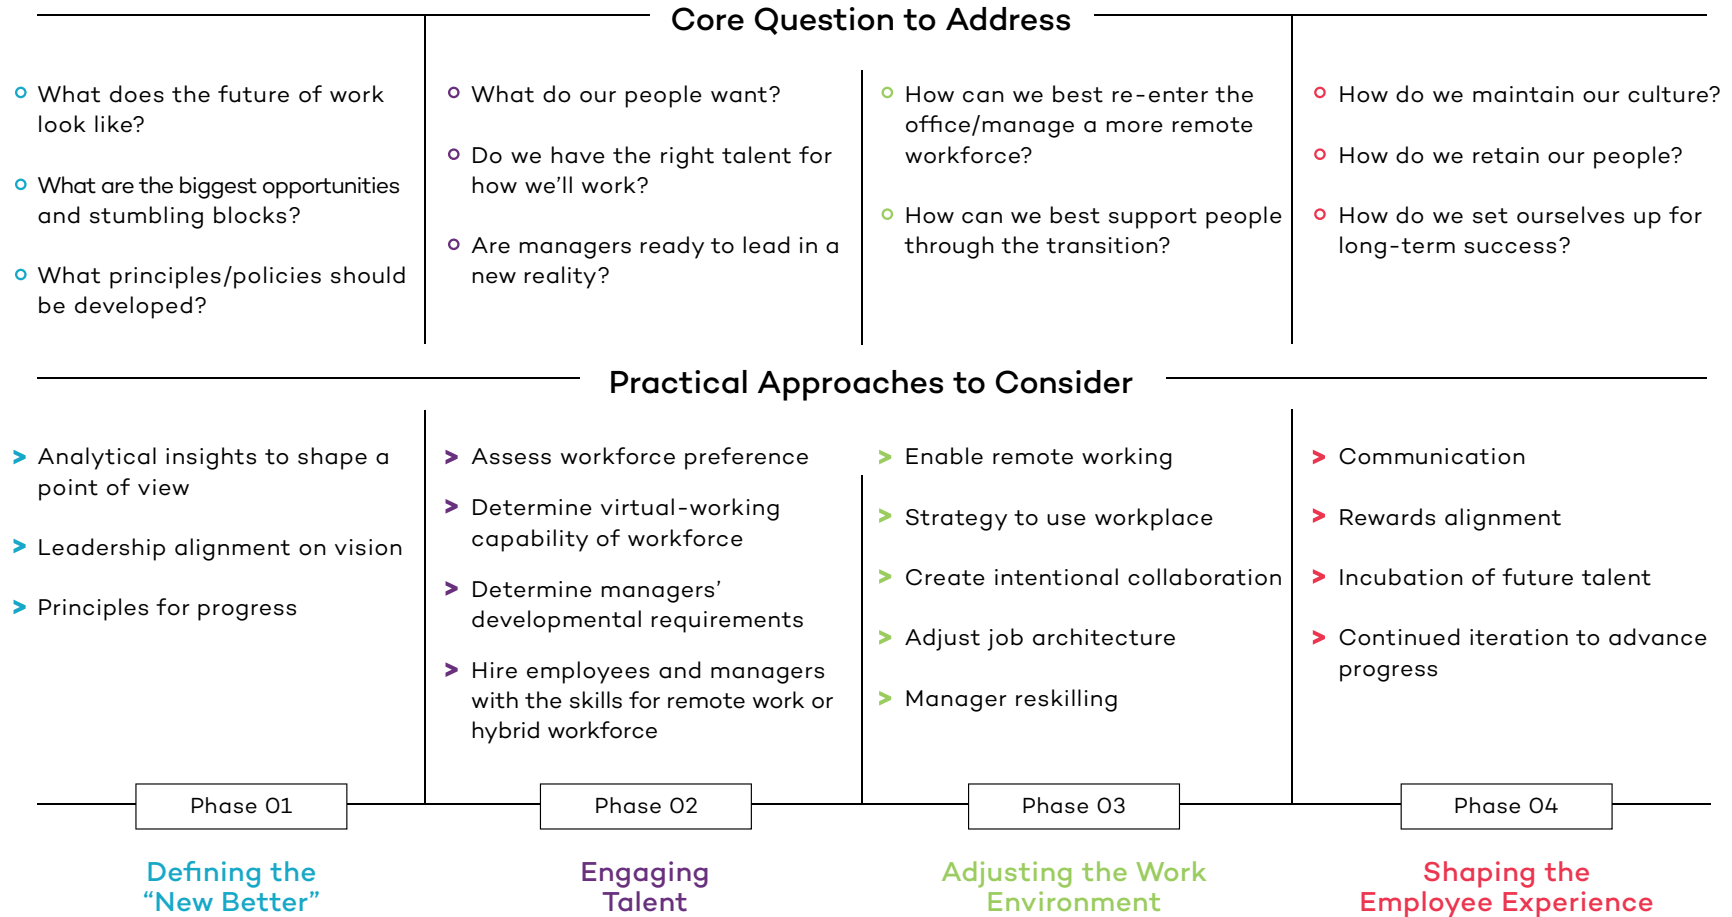 Core Question to Address
What does the future of work
look like?
What are the biggest opportunities
and stumbling blocks?
What principles/policies should
be developed?
What do our people want?
Do we have the right talent for
how we’ll work?
Are managers ready to lead in a
new reality?
How can we best re-enter the
office/manage a more remote
workforce?
How can we best support people
through the transition?
How do we maintain our culture?
How do we retain our people?
How do we set ourselves up for
long-term success?
Practical Approaches to Consider
> Analytical insights to shape a
point of view
> Leadership alignment on vision
> Principles for progress
> Assess workforce preference
> Determine virtual-working
capability of workforce
> Determine managers’
developmental requirements
> Hire employees and managers
with the skills for remote work or
hybrid workforce
> Enable remote working
> Strategy to use workplace
> Create intentional collaboration
> Adjust job architecture
> Manager reskilling
> Communication
> Rewards alignment
> Incubation of future talent
> Continued iteration to advance
progress
Phase 01
Defining the
“New Better”
Phase 02
Engaging
Talent
Phase 03
Adjusting the Work
Environment
Phase 04
Shaping the
Employee Experience